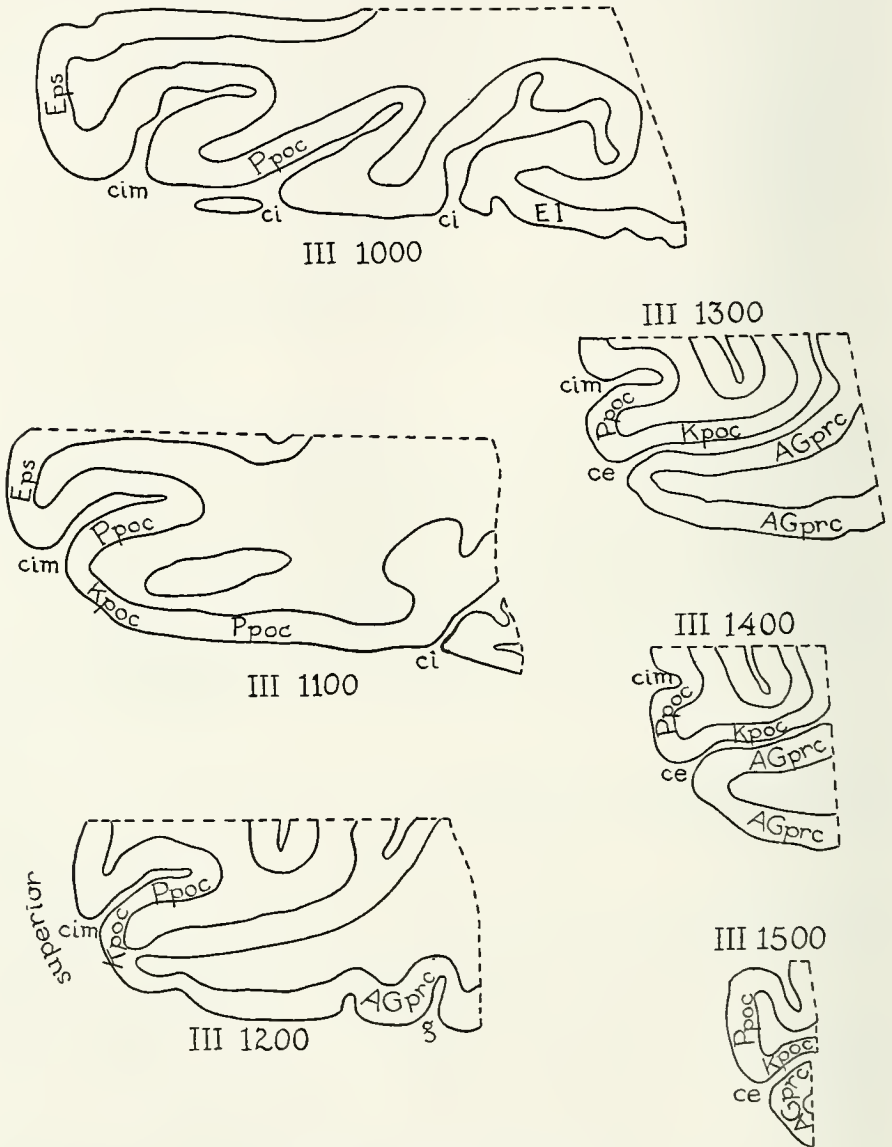 Eps
Ppoc
cim
ci
ci
El
III 1000
III 1300
cim
Ppoc
Kpoc
AGprc
ce
AGprc
Eps
Ppoc
cim
Kpoc
Ppoc
ci
III 1100
III 1400
cim
Ppoc
Kpoc
AGprc
ce
AGprc
superior
cim
Kpoc
Ppoc
AGprc
g
III 1200
III 1500
Ppoc
Kpoc
ce
AGprc
AG